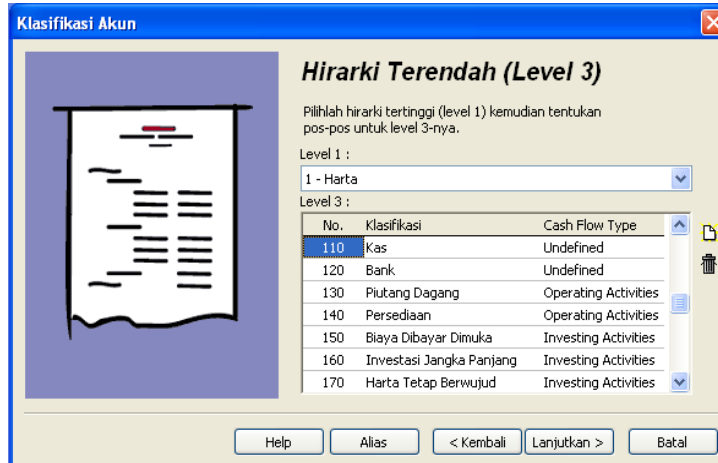 Klasifikasi Akun
Hirarki Terendah (Level 3)
Pilihlah hirarki tertinggi (level 1) kemudian tentukan
pos-pos untuk level 3-nya.
Level 1 :
1 - Harta
Level 3 :
No. Klasifikasi Cash Flow Type
110 Kas Undefined
120 Bank Undefined
130 Piutang Dagang Operating Activities
140 Persediaan Operating Activities
150 Biaya Dibayar Dimuka Investing Activities
160 Investasi Jangka Panjang Investing Activities
170 Harta Tetap Berwujud Investing Activities
Help Alias < Kembali Lanjutkan > Batal